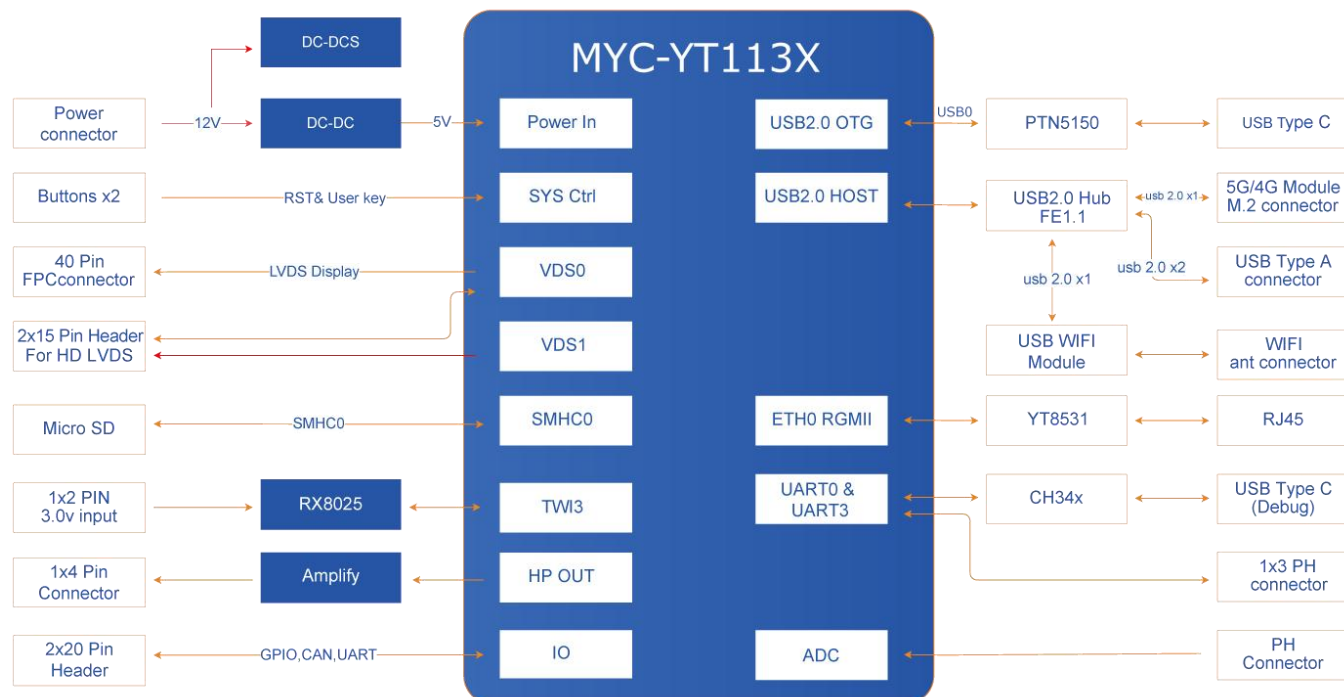 MYC-YT113X
DC-DCS
Power
connector
12V
DC-DC
5V
Power In
Buttons x2
RST& User key
SYS Ctrl
40 Pin
FPCconnector
LVDS Display
VDS0
2x15 Pin Header
For HD LVDS
VDS1
Micro SD
SMHC0
SMHC0
1x2 PIN
3.0v input
RX8025
TWI3
1x4 Pin
Connector
Amplify
HP OUT
2x20 Pin
Header
GPIO,CAN,UART
IO
USB2.0 OTG
USB0
PTN5150
USB Type C
USB2.0 HOST
USB2.0 Hub
FE1.1
usb 2.0 x1
5G/4G Module
M.2 connector
usb 2.0 x2
USB Type A
connector
usb 2.0 x1
USB WIFI
Module
WIFI
ant connector
ETH0 RGMII
YT8531
RJ45
UART0 &
UART3
CH34x
USB Type C
(Debug)
1x3 PH
connector
ADC
PH
Connector